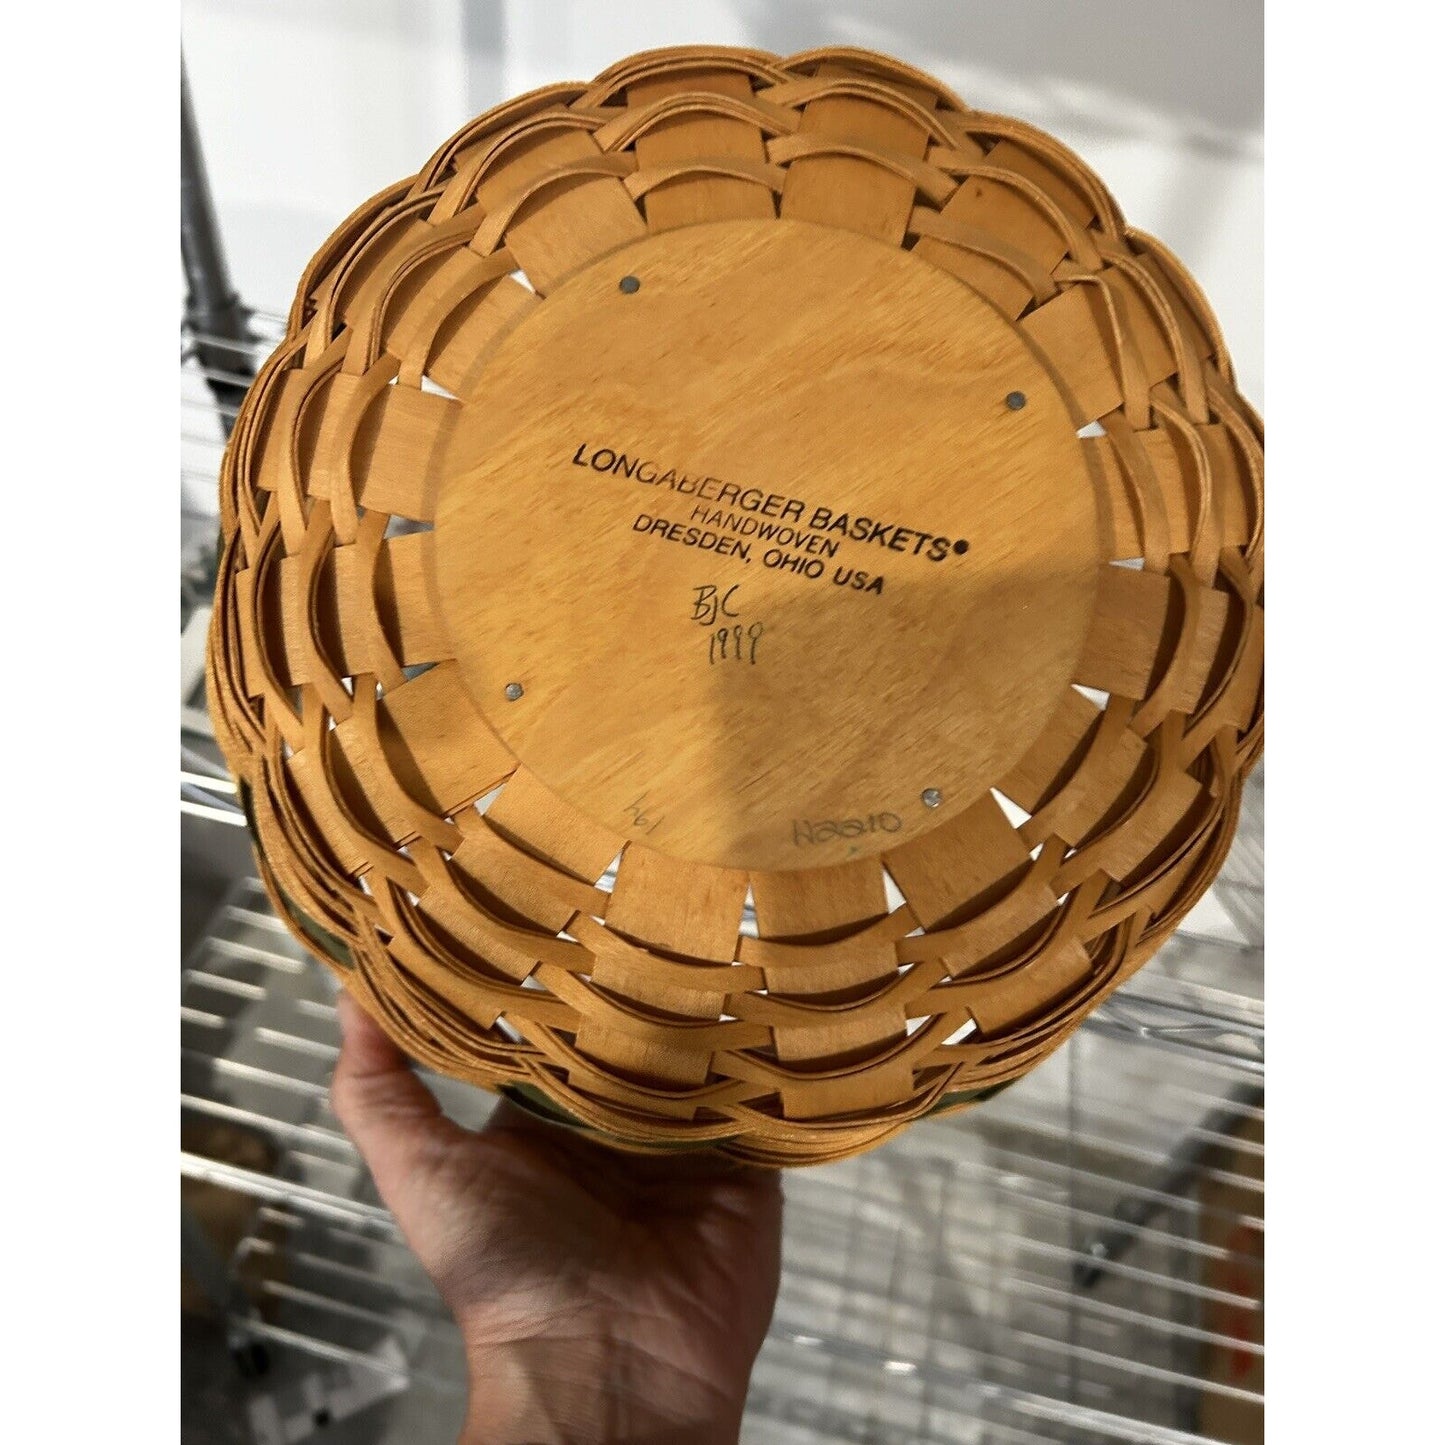 LONGABERGER BASKETS®
HANDWOVEN
DRESDEN, OHIO USA
BJC
1999